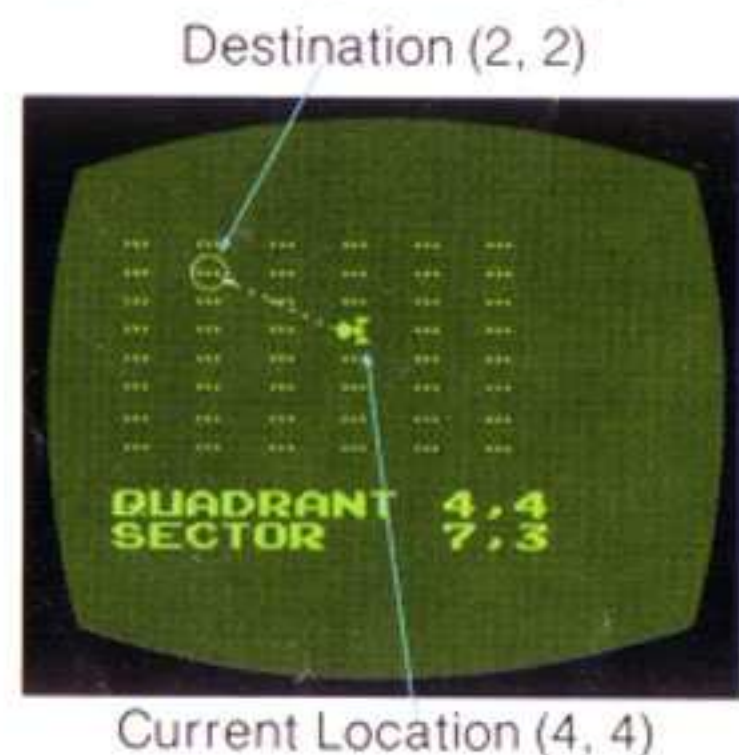 Destination (2, 2)
QUADRANT 4,4
SECTOR 7,3
Current Location (4, 4)